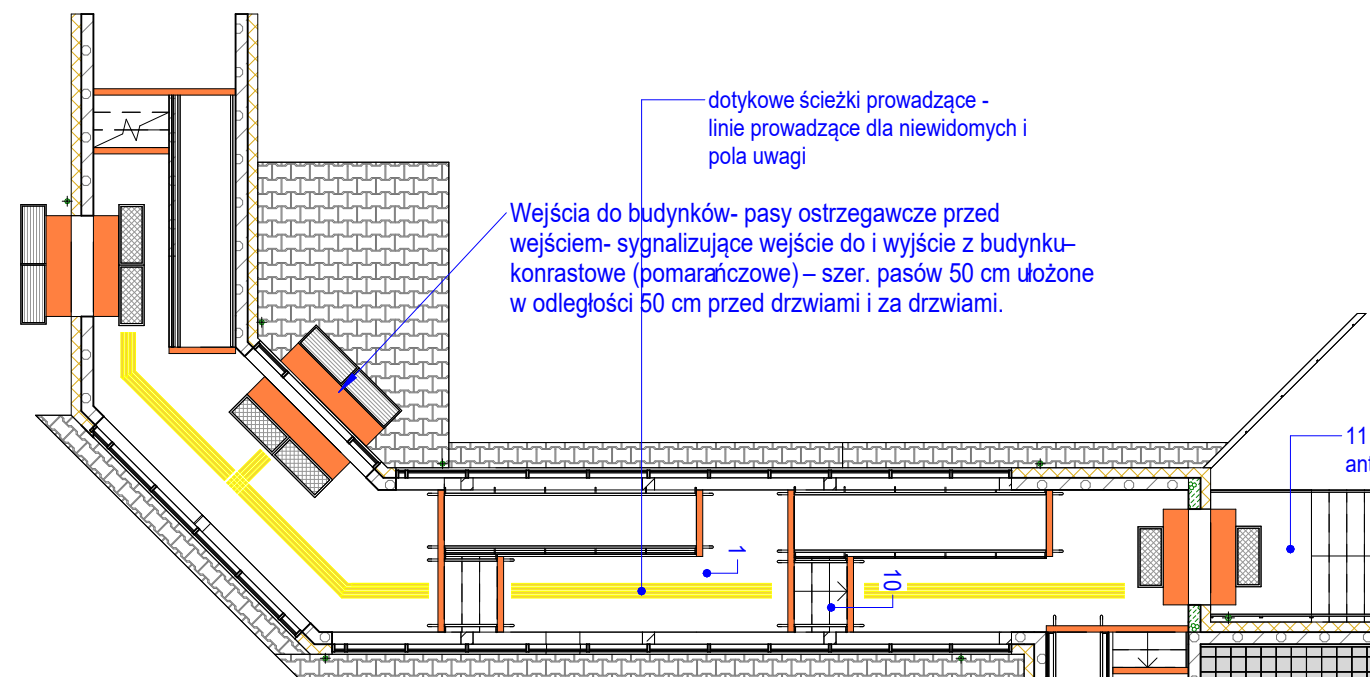 dotykowe ścieżki prowadzące -
linie prowadzące dla niewidomych i
pola uwagi
Wejścia do budynków- pasy ostrzegawcze przed
wejściem- sygnalizujące wejście do i wyjście z budynku–
konrastowe (pomarańczowe) – szer. pasów 50 cm ułożone
w odległości 50 cm przed drzwiami i za drzwiami.
11
ant
1
10